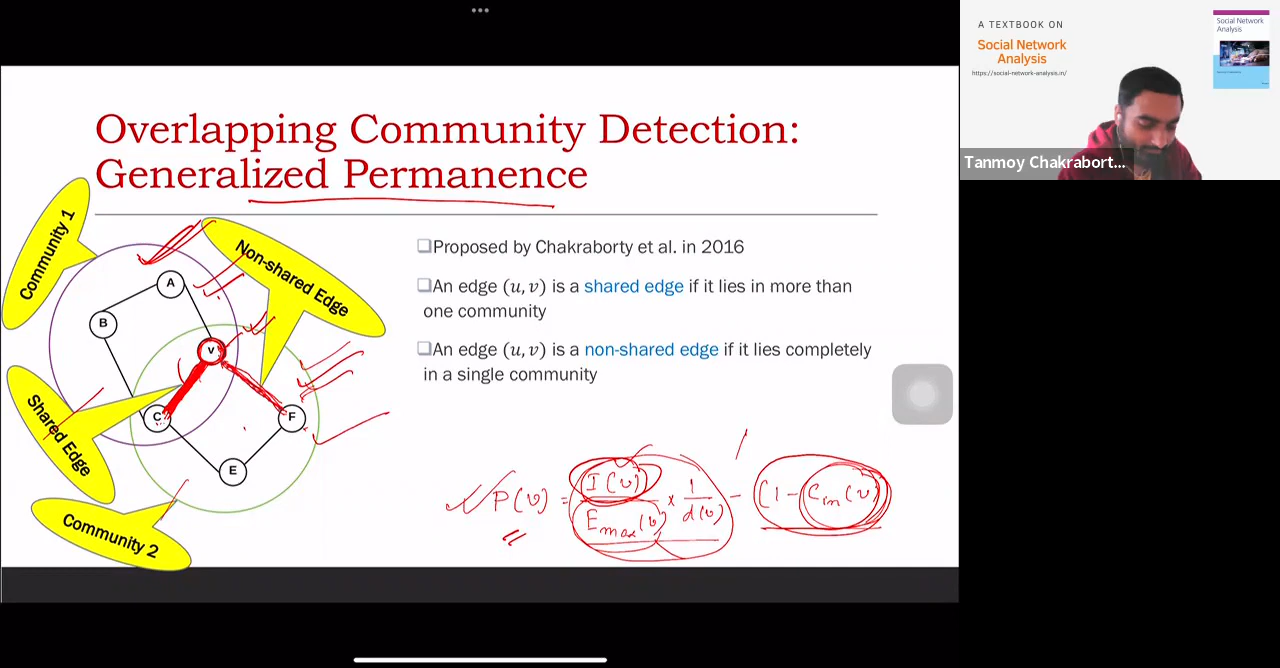 A TEXTBOOK ON
Social Network
Analysis
https://social-network-analysis.in/
Social Network
Analysis
Tanmoy Chakrabort...
Overlapping Community Detection:
Generalized Permanence
Community 1
Non-shared Edge
A
B
V
C
F
E
Shared Edge
Community 2
Proposed by Chakraborty et al. in 2016
An edge (u, v) is a shared edge if it lies in more than
one community
An edge (u, v) is a non-shared edge if it lies completely
in a single community
P(v) = I(v) / Emax(v) × 1 / d(v) − (1 − Cin(v))